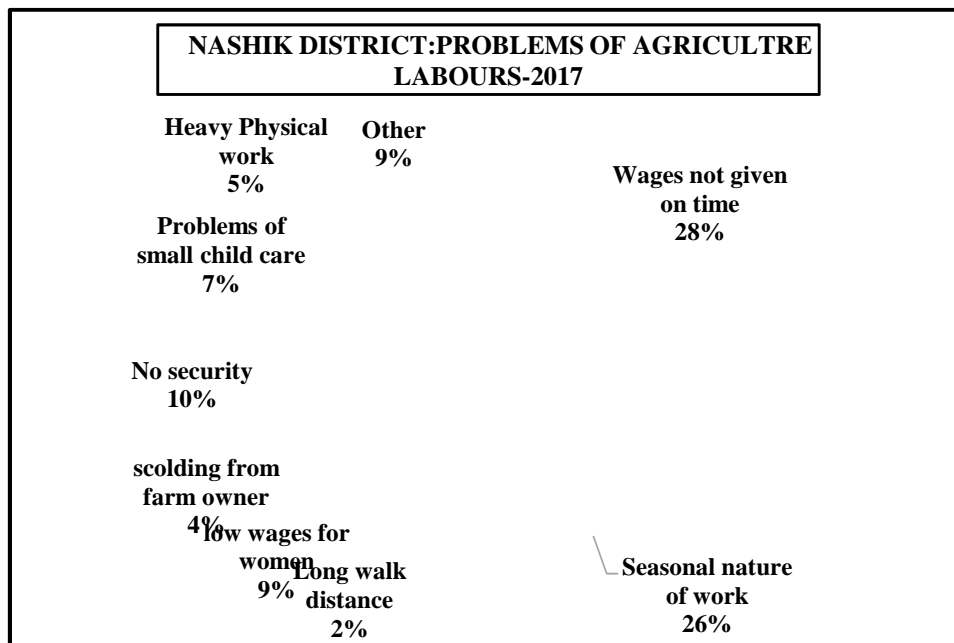 NASHIK DISTRICT:PROBLEMS OF AGRICULTRE
LABOURS-2017
Heavy Physical
work
5%
Other
9%
Wages not given
on time
28%
Problems of
small child care
7%
No security
10%
scolding from
farm owner
4%
low wages for
women
9%
Long walk
distance
2%
Seasonal nature
of work
26%